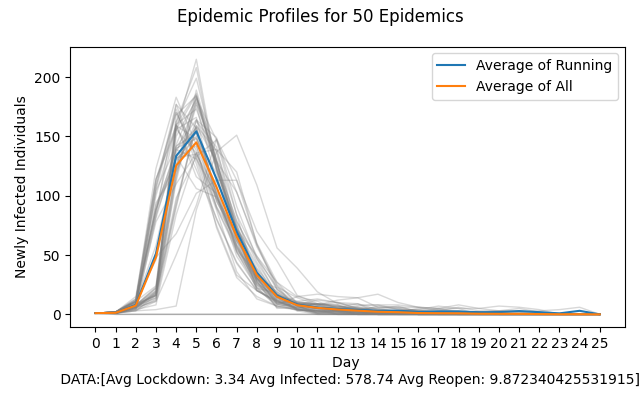 Epidemic Profiles for 50 Epidemics
Average of Running
Average of All
Newly Infected Individuals
200
150
100
50
0
0 1 2 3 4 5 6 7 8 9 10 11 12 13 14 15 16 17 18 19 20 21 22 23 24 25
Day
DATA:[Avg Lockdown: 3.34 Avg Infected: 578.74 Avg Reopen: 9.872340425531915]